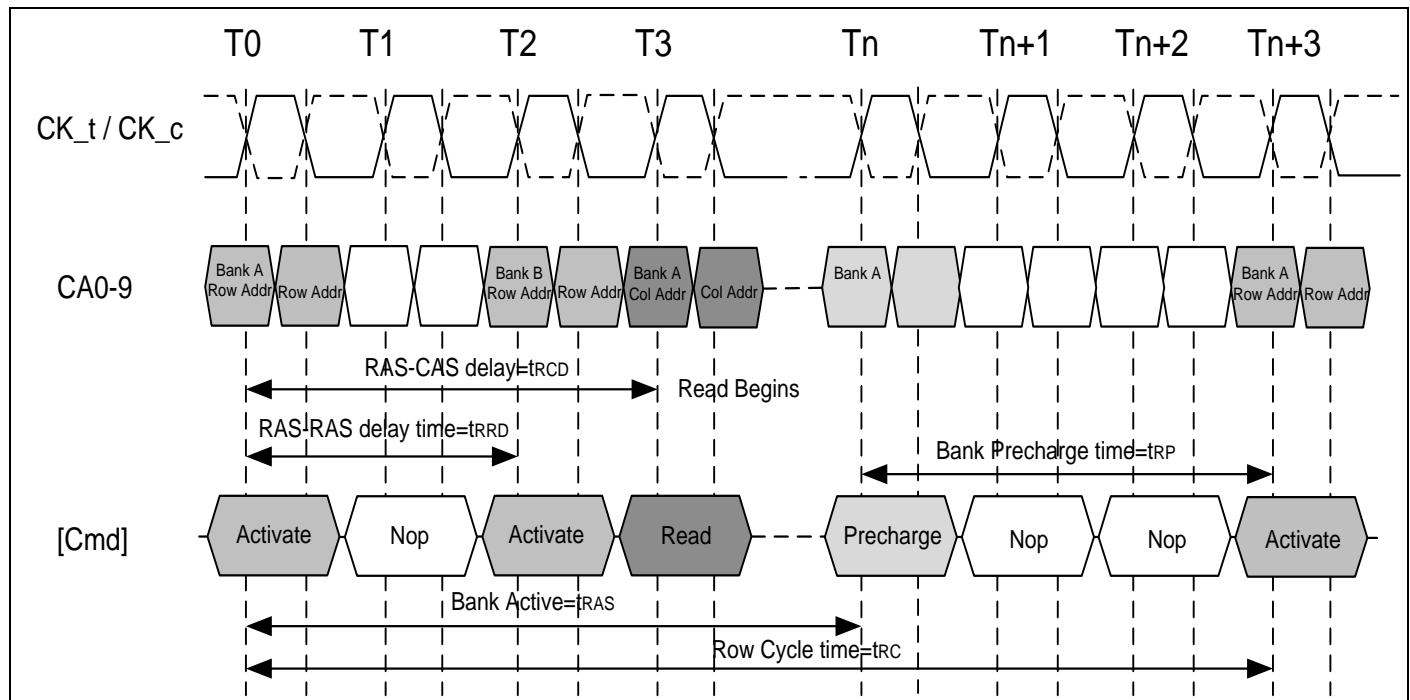 T0 T1 T2 T3 Tn Tn+1 Tn+2 Tn+3
CK_t / CK_c
CA0-9
Bank A
Row Addr
Row Addr
Bank B
Row Addr
Row Addr
Bank A
Col Addr
Col Addr
Bank A
Bank A
Row Addr
Row Addr
RAS-CAS delay=tRCD
Read Begins
RAS-RAS delay time=tRRD
Bank Precharge time=tRP
[Cmd]
Activate Nop Activate Read Precharge Nop Nop Activate
Bank Active=tRAS
Row Cycle time=tRC